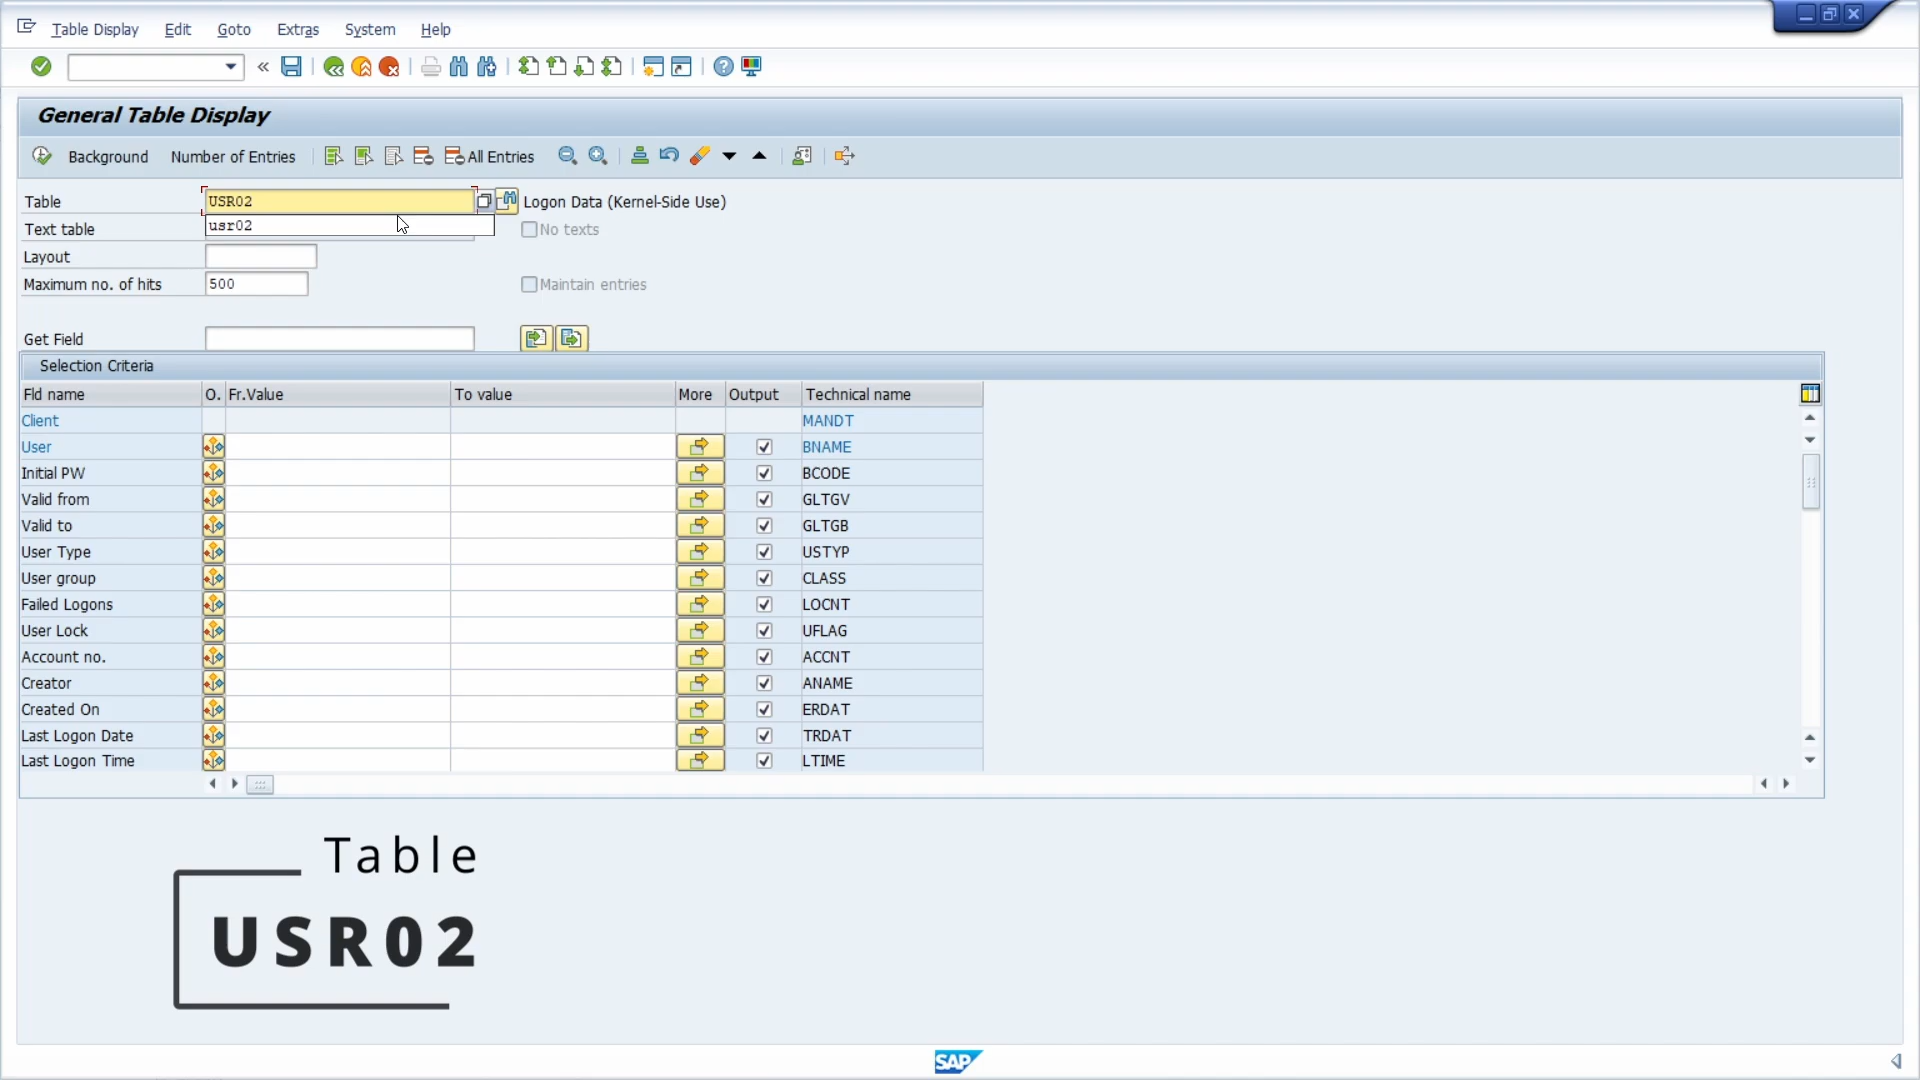 Table Display Edit Goto Extras System Help
General Table Display
Background Number of Entries All Entries
Table USR02 Logon Data (Kernel-Side Use)
usr02
Text table No texts
Layout
Maximum no. of hits 500 Maintain entries
Get Field
Selection Criteria
Fld name O. Fr.Value To value More Output Technical name
Client MANDT
User BNAME
Initial PW BCODE
Valid from GLTGV
Valid to GLTGB
User Type USTYP
User group CLASS
Failed Logons LOCNT
User Lock UFLAG
Account no. ACCNT
Creator ANAME
Created On ERDAT
Last Logon Date TRDAT
Last Logon Time LTIME
Table
USR02
SAP